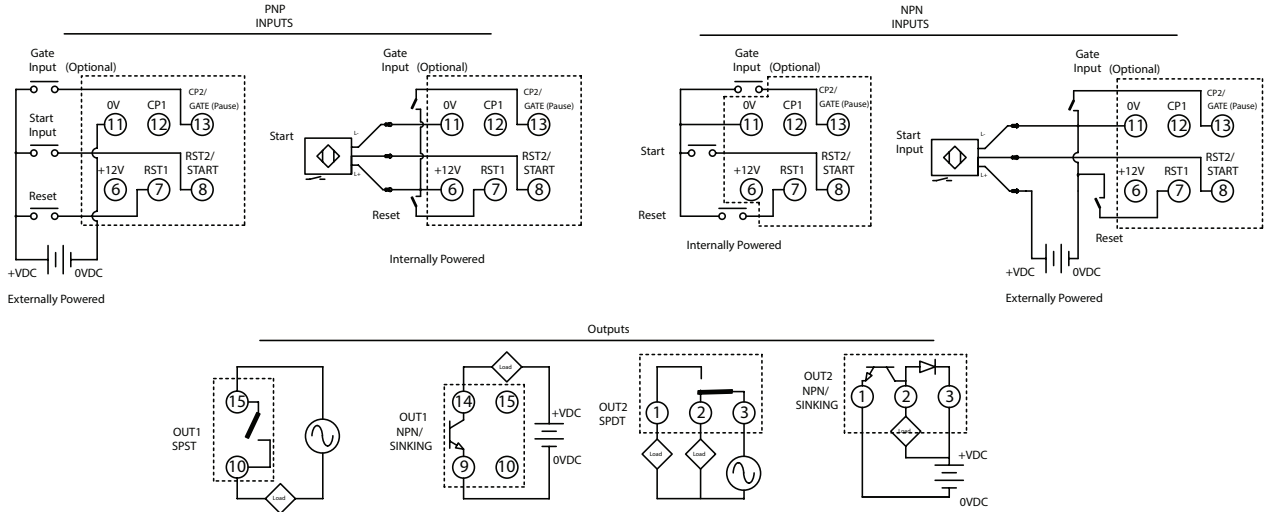 PNP
INPUTS
Gate
Input (Optional)
Start
Input
Reset
0V
CP1
CP2/
GATE (Pause)
11
12
13
+12V
RST1
RST2/
START
6
7
8
+VDC
0VDC
Externally Powered
Gate
Input (Optional)
Start
L-
L+
0V
CP1
CP2/
GATE (Pause)
11
12
13
+12V
RST1
RST2/
START
6
7
8
Reset
Internally Powered
NPN
INPUTS
Gate
Input (Optional)
Start
Reset
0V
CP1
CP2/
GATE (Pause)
11
12
13
+12V
RST1
RST2/
START
6
7
8
Internally Powered
Gate
Input (Optional)
Start
Input
L-
L+
0V
CP1
CP2/
GATE (Pause)
11
12
13
+12V
RST1
RST2/
START
6
7
8
Reset
+VDC
0VDC
Externally Powered
Outputs
OUT1
SPST
15
10
Load
OUT1
NPN/
SINKING
Load
14
15
9
10
+VDC
0VDC
OUT2
SPDT
1
2
3
Load
Load
OUT2
NPN/
SINKING
1
2
3
Load
+VDC
0VDC